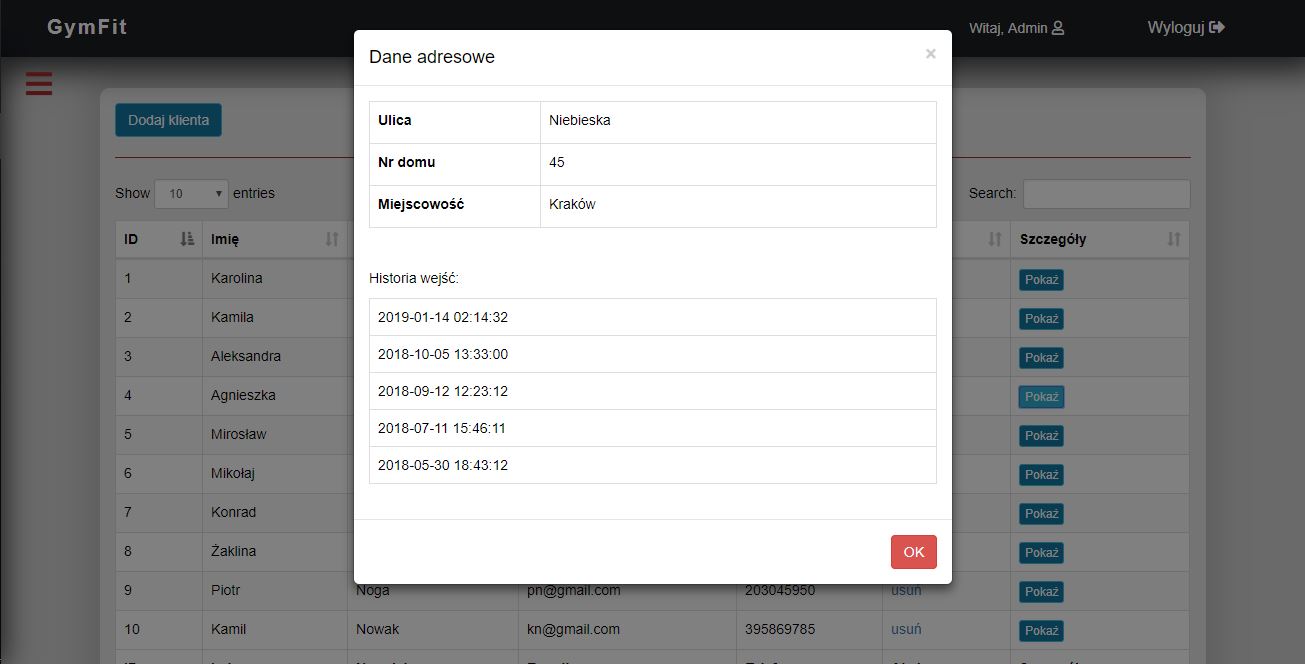 GymFit
Witaj, Admin
Wyloguj
Dane adresowe
×
Ulica Niebieska
Nr domu 45
Miejscowość Kraków
Historia wejść:
2019-01-14 02:14:32
2018-10-05 13:33:00
2018-09-12 12:23:12
2018-07-11 15:46:11
2018-05-30 18:43:12
OK
Dodaj klienta
Show 10 entries
Search:
ID Imię Szczegóły
1 Karolina Pokaż
2 Kamila Pokaż
3 Aleksandra Pokaż
4 Agnieszka Pokaż
5 Mirosław Pokaż
6 Mikołaj Pokaż
7 Konrad Pokaż
8 Żaklina Pokaż
9 Piotr Noga pn@gmail.com 203045950 usuń Pokaż
10 Kamil Nowak kn@gmail.com 395869785 usuń Pokaż